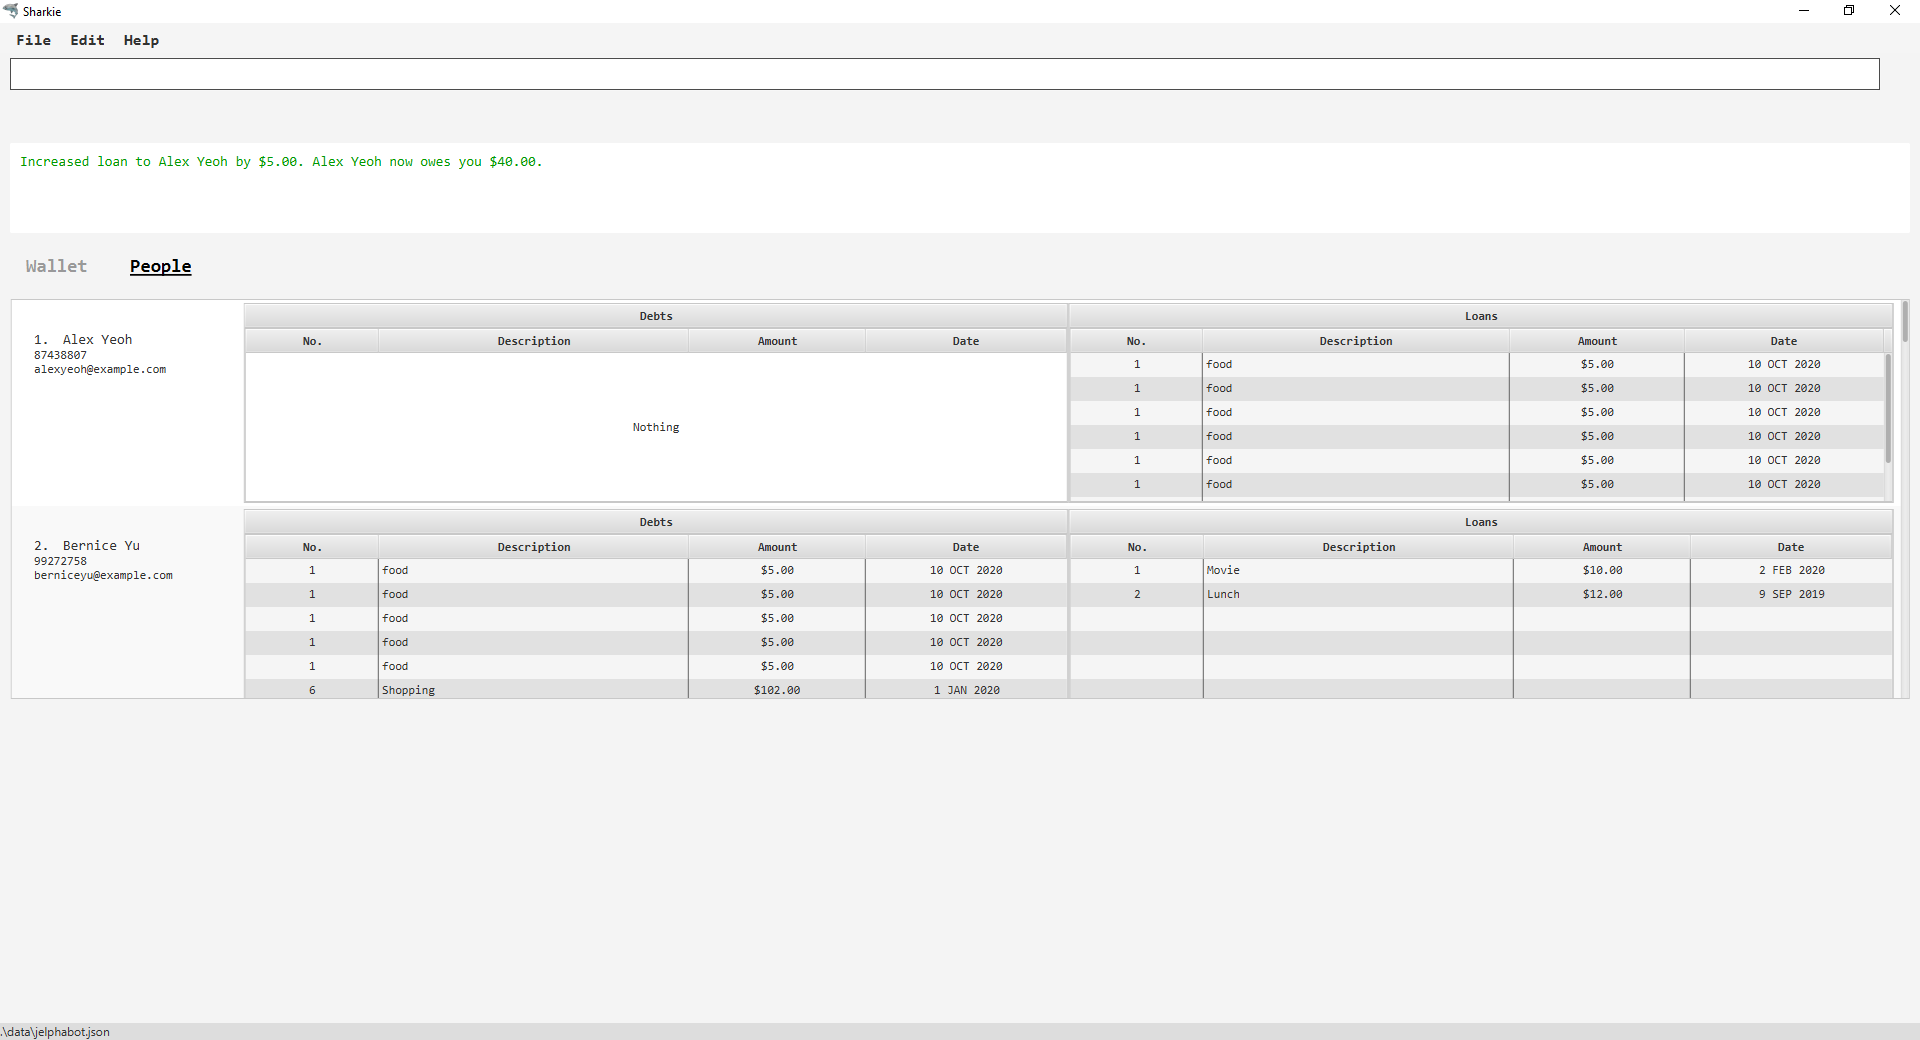 Sharkie
File Edit Help
Increased loan to Alex Yeoh by $5.00. Alex Yeoh now owes you $40.00.
Wallet People
1. Alex Yeoh
87438807
alexyeoh@example.com
Debts
No. Description Amount Date
Nothing
Loans
No. Description Amount Date
1 food $5.00 10 OCT 2020
1 food $5.00 10 OCT 2020
1 food $5.00 10 OCT 2020
1 food $5.00 10 OCT 2020
1 food $5.00 10 OCT 2020
1 food $5.00 10 OCT 2020
2. Bernice Yu
99272758
berniceyu@example.com
Debts
No. Description Amount Date
1 food $5.00 10 OCT 2020
1 food $5.00 10 OCT 2020
1 food $5.00 10 OCT 2020
1 food $5.00 10 OCT 2020
1 food $5.00 10 OCT 2020
6 Shopping $102.00 1 JAN 2020
Loans
No. Description Amount Date
1 Movie $10.00 2 FEB 2020
2 Lunch $12.00 9 SEP 2019
.\data\jelphabot.json